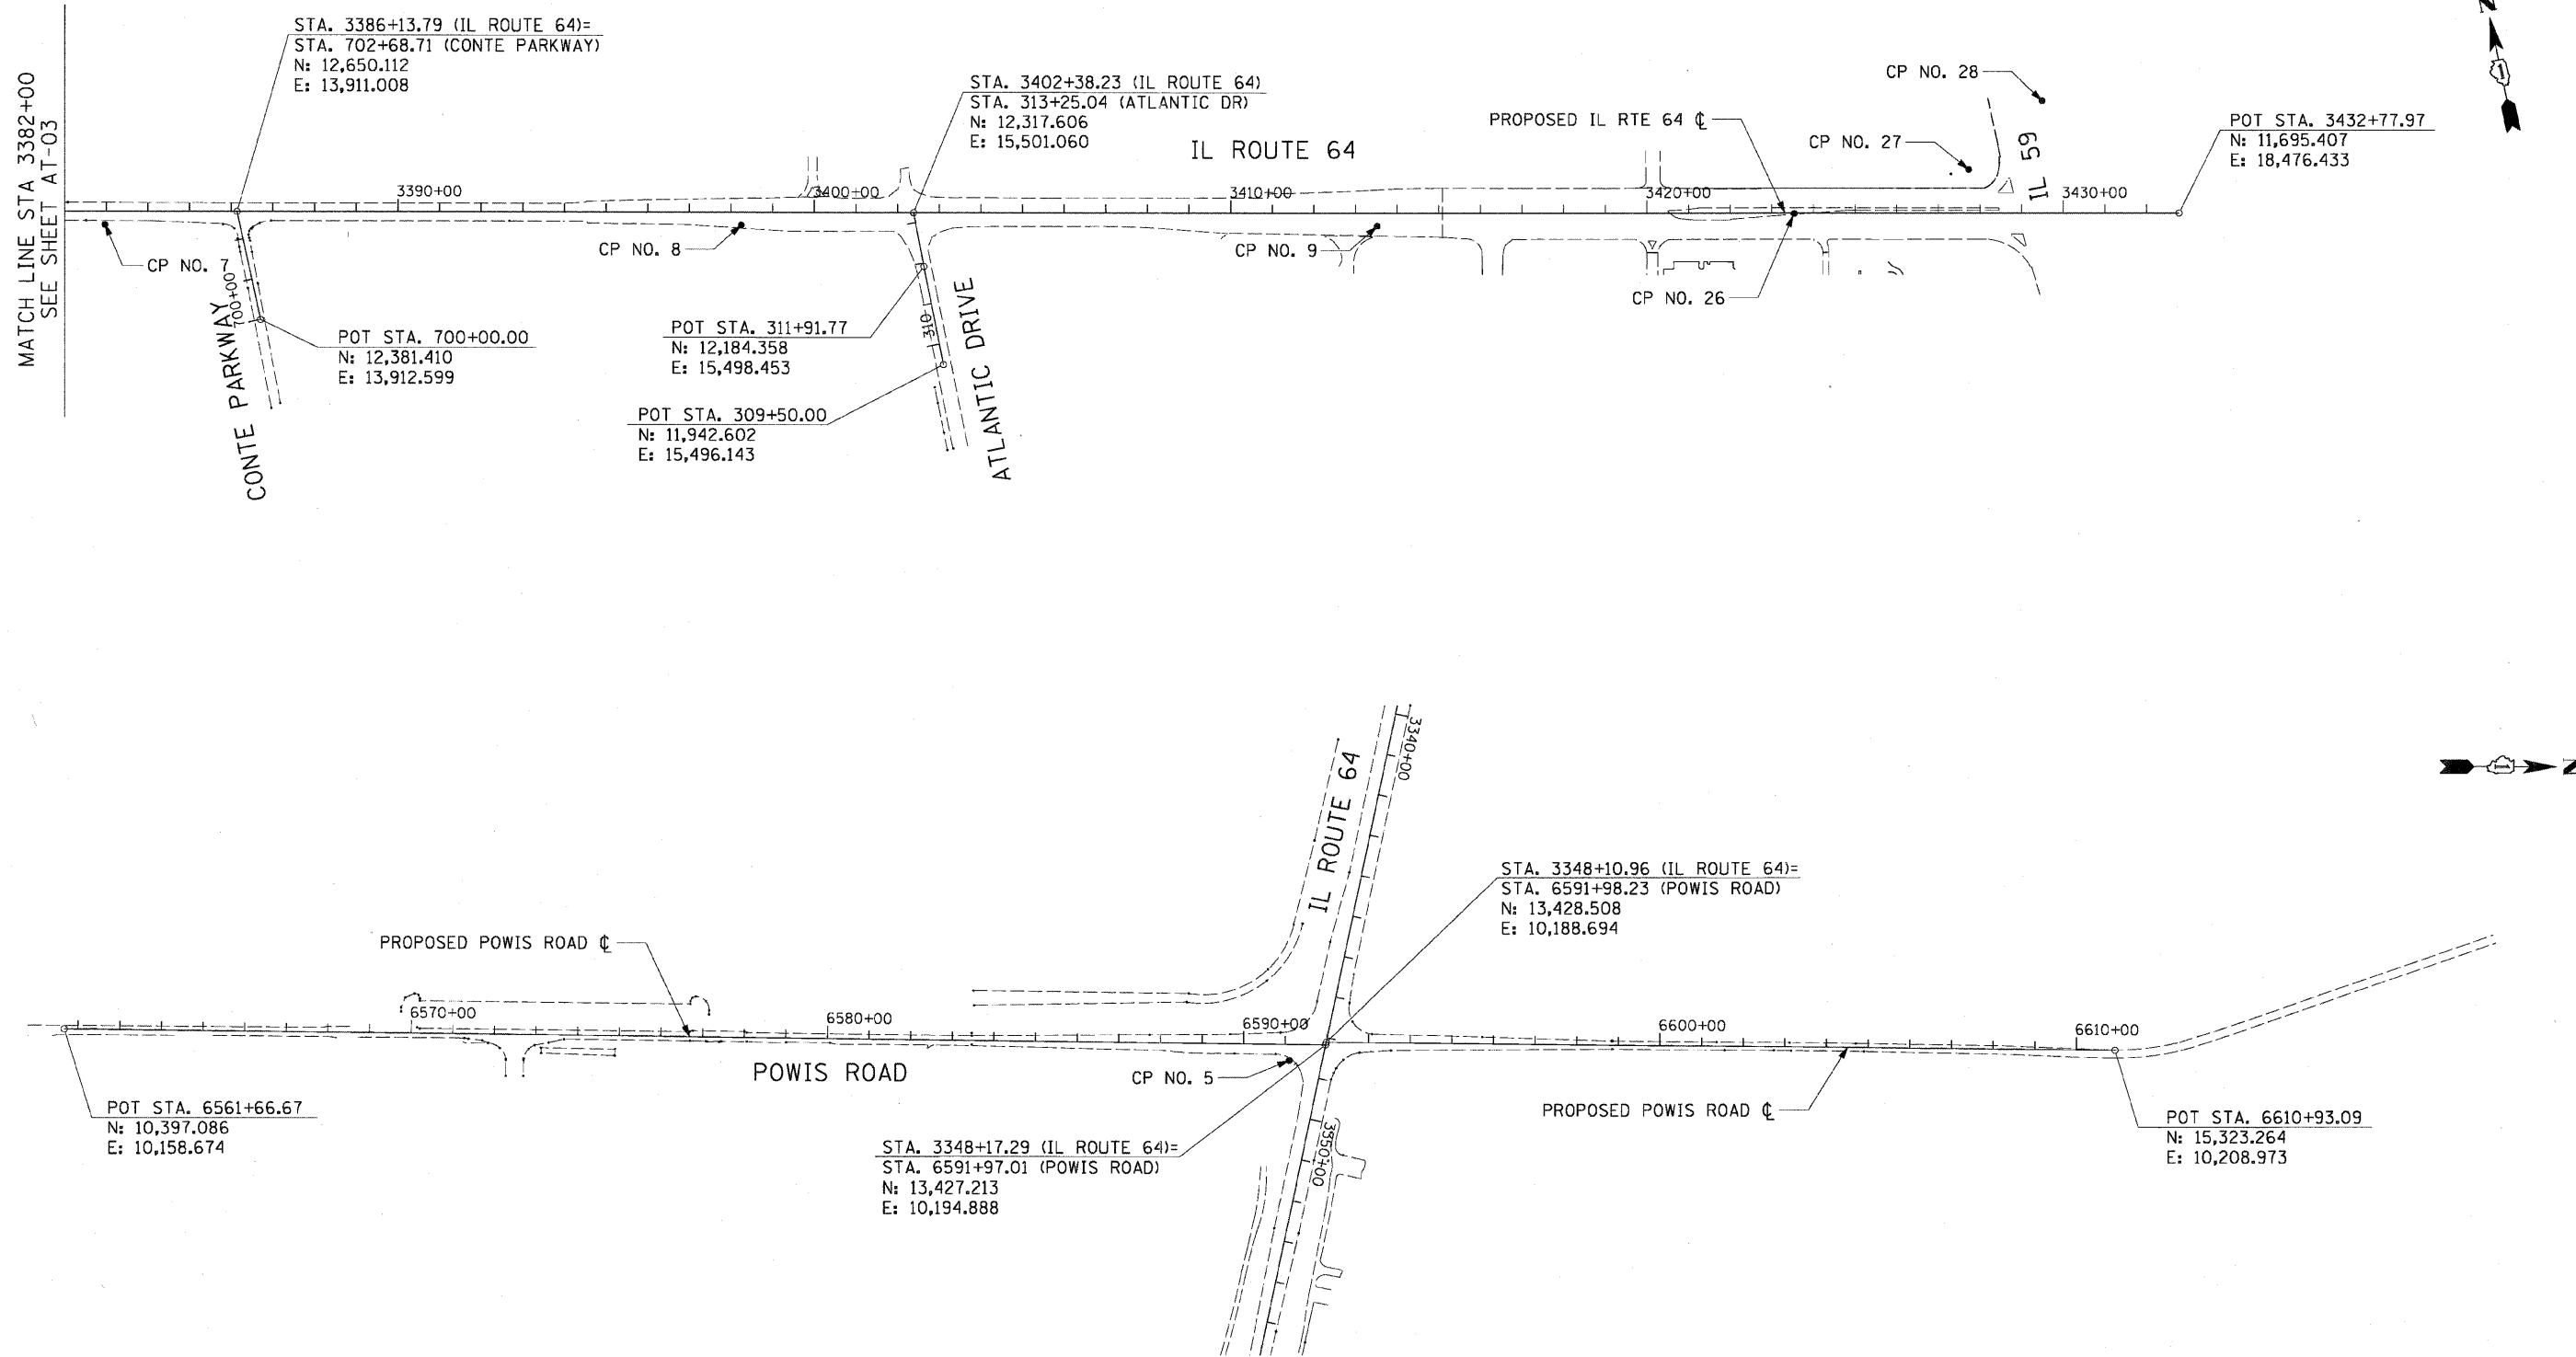 MATCH LINE STA 3382+00
SEE SHEET AT-03
STA. 3386+13.79 (IL ROUTE 64)=
STA. 702+68.71 (CONTE PARKWAY)
N: 12,650.112
E: 13,911.008
STA. 3402+38.23 (IL ROUTE 64)
STA. 313+25.04 (ATLANTIC DR)
N: 12,317.606
E: 15,501.060
IL ROUTE 64
PROPOSED IL RTE 64 ℄
CP NO. 28
CP NO. 27
IL 59
POT STA. 3432+77.97
N: 11,695.407
E: 18,476.433
N
3390+00
3400+00
3410+00
3420+00
3430+00
CP NO. 7
CP NO. 8
CP NO. 9
CP NO. 26
700+00
CONTE PARKWAY
POT STA. 700+00.00
N: 12,381.410
E: 13,912.599
POT STA. 311+91.77
N: 12,184.358
E: 15,498.453
310
ATLANTIC DRIVE
POT STA. 309+50.00
N: 11,942.602
E: 15,496.143
N
3340+00
IL ROUTE 64
STA. 3348+10.96 (IL ROUTE 64)=
STA. 6591+98.23 (POWIS ROAD)
N: 13,428.508
E: 10,188.694
PROPOSED POWIS ROAD ℄
6570+00
6580+00
6590+00
6600+00
6610+00
POWIS ROAD
CP NO. 5
PROPOSED POWIS ROAD ℄
POT STA. 6561+66.67
N: 10,397.086
E: 10,158.674
STA. 3348+17.29 (IL ROUTE 64)=
STA. 6591+97.01 (POWIS ROAD)
N: 13,427.213
E: 10,194.888
3350+00
POT STA. 6610+93.09
N: 15,323.264
E: 10,208.973